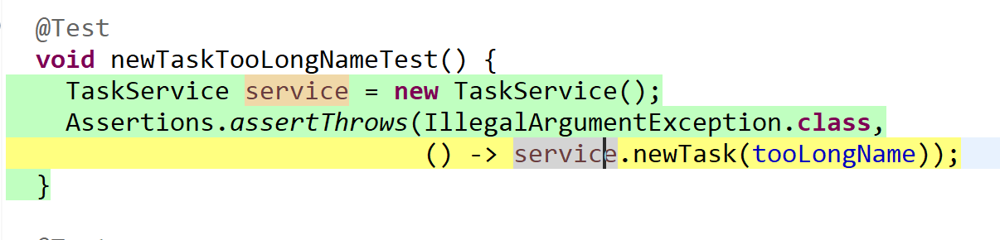 @Test
void newTaskTooLongNameTest() {
TaskService service = new TaskService();
Assertions.assertThrows(IllegalArgumentException.class,
() -> service.newTask(tooLongName));
}